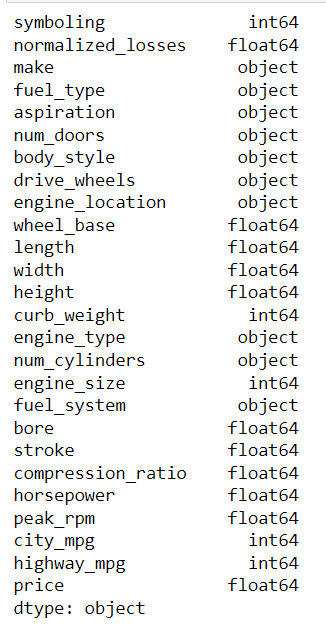 symboling              int64
normalized_losses    float64
make                  object
fuel_type             object
aspiration            object
num_doors             object
body_style            object
drive_wheels          object
engine_location       object
wheel_base           float64
length               float64
width                float64
height               float64
curb_weight            int64
engine_type           object
num_cylinders         object
engine_size            int64
fuel_system           object
bore                 float64
stroke               float64
compression_ratio    float64
horsepower           float64
peak_rpm             float64
city_mpg               int64
highway_mpg            int64
price                float64
dtype: object